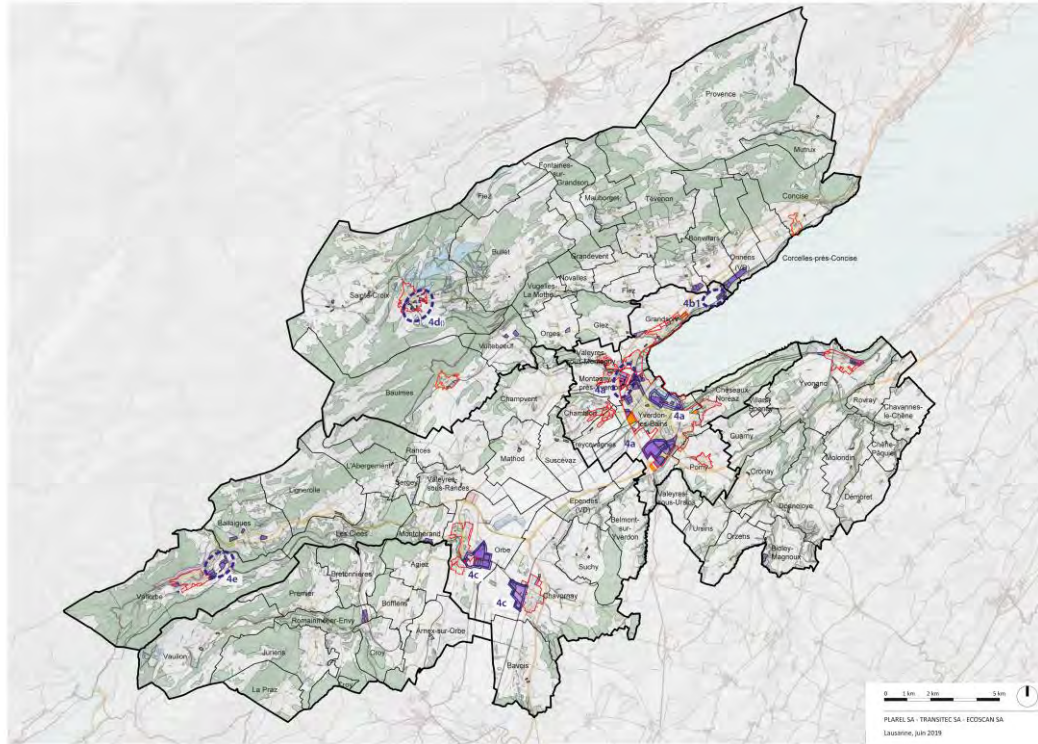 Provence
Mutrux
Fontaines-
sur-
Grandson
Fiez
Mauborget
Tévenon
Concise
Bullet
Bonvillars
Grandevent
Onnens
(VD)
Corcelles-près-Concise
Sainte-Croix
Novalles
Vugelles-
La Mothe
Fiez
4b1
4d
Grandson
Orges
Giez
Vuiteboeuf
Valeyres-
Montagny-
près-Yverdon
4a
Yvonand
Baulmes
Champvent
Chéseaux-
Noréaz
Rovray
Chavannes-
le-Chêne
Villars-
Epeney
4a
Chamblon
Yverdon-
les-Bains
Treycovagnes
4a
Cuarny
Molondin
Chêne-
Pâquier
Rances
Mathod
Suscévaz
Pomy
Cronay
L'Abergement
Valeyres-
sous-Rances
Sergey
Démoret
Lignerolle
Ependes
(VD)
Valeyres-
sous-Ursins
Donneloye
Belmont-
sur-
Yverdon
Ursins
Ballaigues
Les Clées
Montcherand
Orzens
Bioley-
Magnoux
Orbe
Agiez
Suchy
4e
Bretonnières
4c
Vallorbe
Premier
Bofflens
4c
Chavornay
Romainmôtier-Envy
Arnex-sur-Orbe
Vaulion
Juriens
Croy
Bavois
La Praz
0 1 km 2 km 5 km
PLAREL SA - TRANSITEC SA - ECOSCAN SA
Lausanne, juin 2019